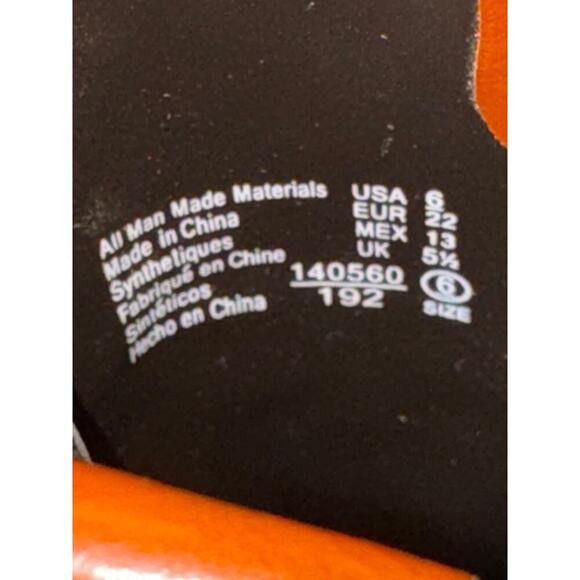 All Man Made Materials
Made in China
Synthetiques
Fabriqué en Chine
Sintéticos
Hecho en China
USA 6
EUR 22
MEX 13
UK 5½
140560
192
6
SIZE